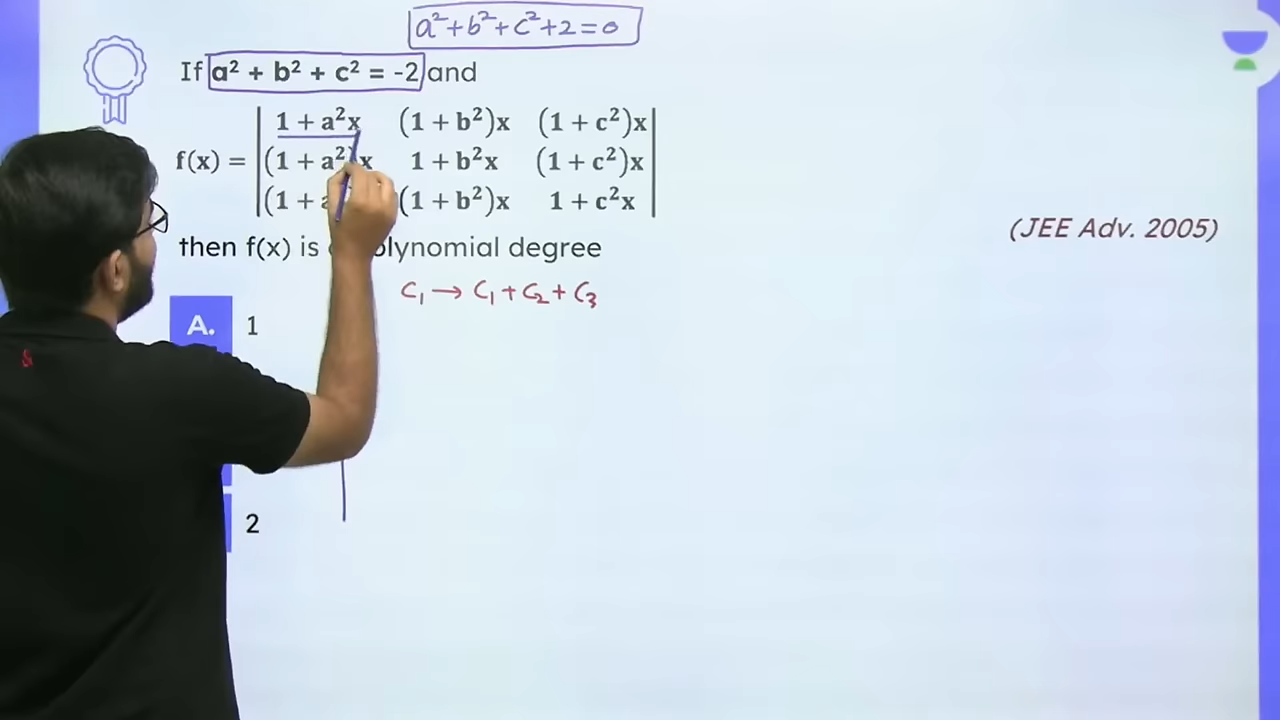 a²+b²+c²+2=0
If a² + b² + c² = -2 and
f(x) = | 1 + a²x (1 + b²)x (1 + c²)x |
| (1 + a²)x 1 + b²x (1 + c²)x |
| (1 + (1 + b²)x 1 + c²x |
then f(x) is degree
(JEE Adv. 2005)
C₁ → C₁ + C₂ + C₃
A. 1
2